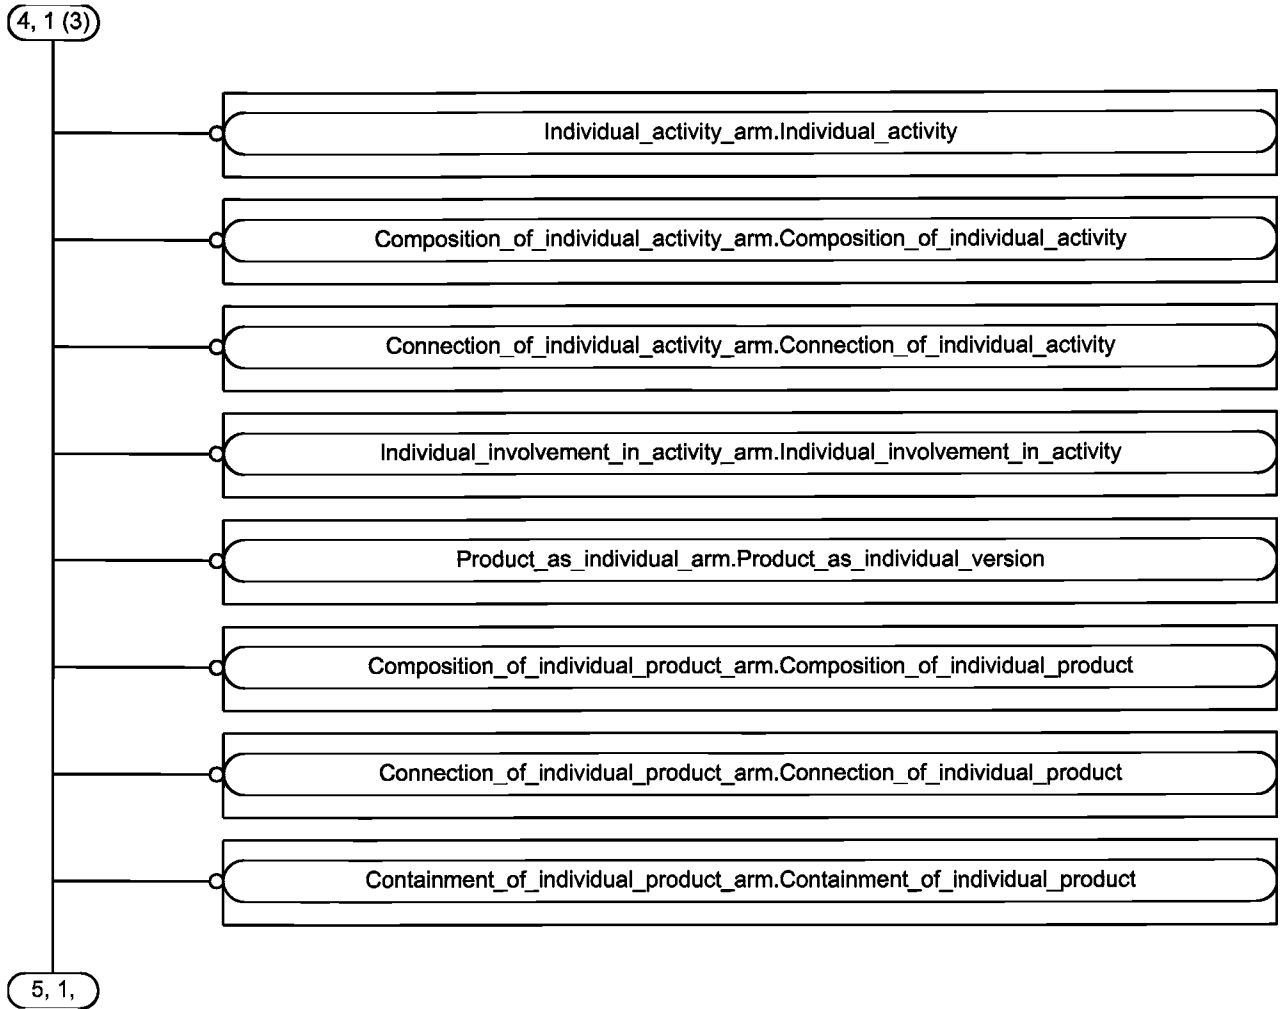 4, 1 (3)
Individual_activity_arm.Individual_activity
Composition_of_individual_activity_arm.Composition_of_individual_activity
Connection_of_individual_activity_arm.Connection_of_individual_activity
Individual_involvement_in_activity_arm.Individual_involvement_in_activity
Product_as_individual_arm.Product_as_individual_version
Composition_of_individual_product_arm.Composition_of_individual_product
Connection_of_individual_product_arm.Connection_of_individual_product
Containment_of_individual_product_arm.Containment_of_individual_product
5, 1,